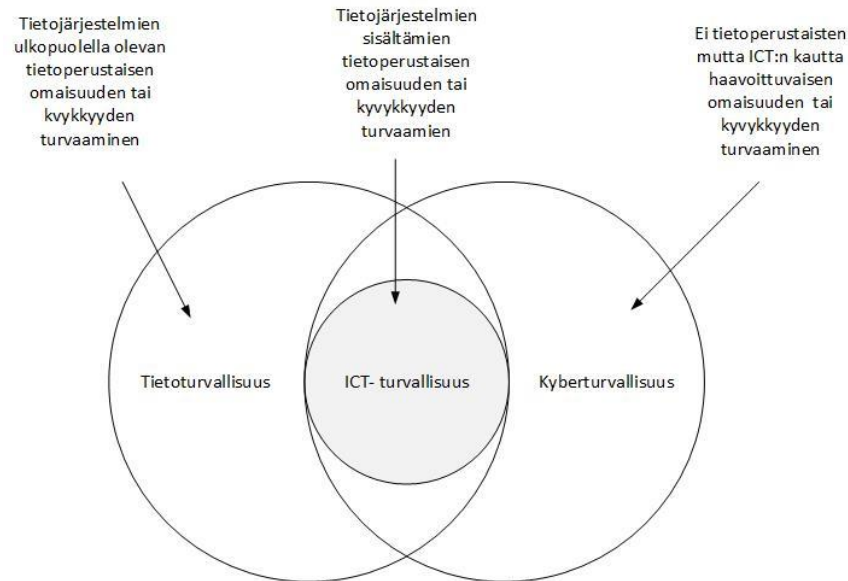 Tietojärjestelmien
ulkopuolella olevan
tietoperustaisen
omaisuuden tai
kvykkyyden
turvaaminen
Tietojärjestelmien
sisältämien
tietoperustaisen
omaisuuden tai
kyvykkyyden
turvaamien
Ei tietoperustaisten
mutta ICT:n kautta
haavoittuvaisen
omaisuuden tai
kyvykkyyden
turvaaminen
Tietoturvallisuus
ICT- turvallisuus
Kyberturvallisuus